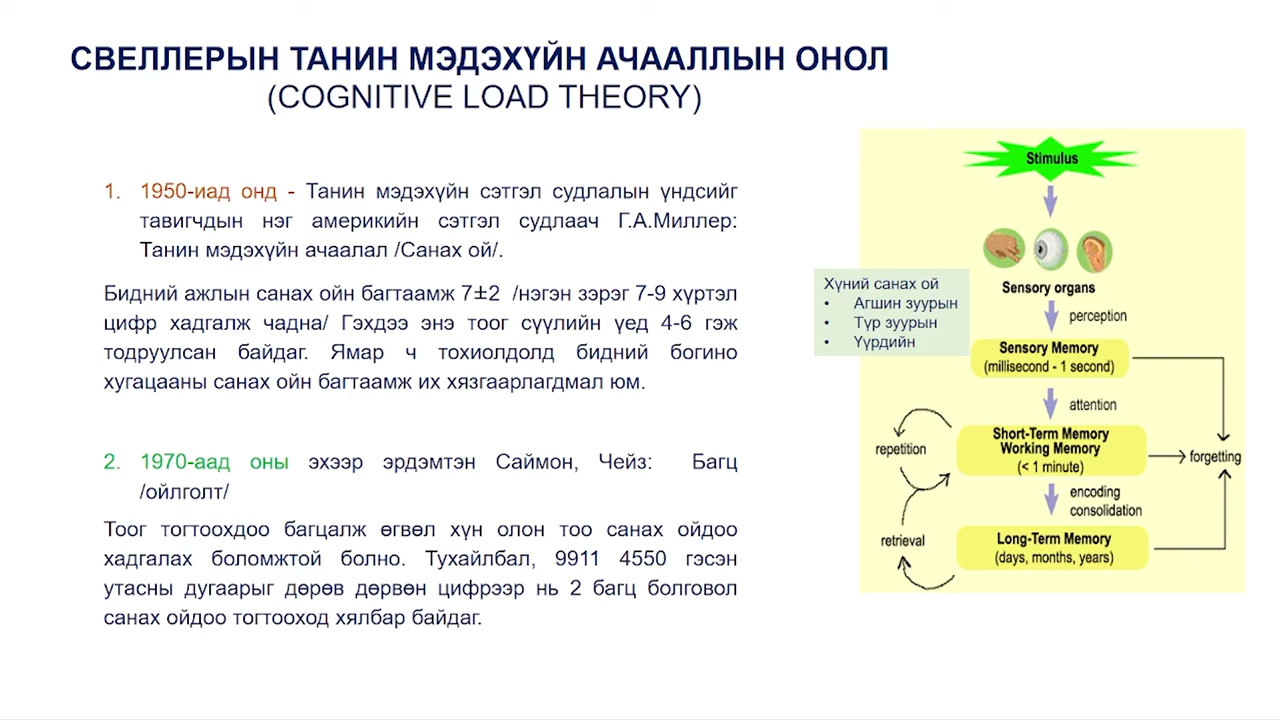 СВЕЛЛЕРЫН ТАНИН МЭДЭХҮЙН АЧААЛЛЫН ОНОЛ
(COGNITIVE LOAD THEORY)
1. 1950-иад онд - Танин мэдэхүйн сэтгэл судлалын үндсийг
тавигчдын нэг америкийн сэтгэл судлаач Г.А.Миллер:
Танин мэдэхүйн ачаалал /Санах ой/.
Бидний ажлын санах ойн багтаамж 7±2 /нэгэн зэрэг 7-9 хүртэл
цифр хадгалж чадна/ Гэхдээ энэ тоог сүүлийн үед 4-6 гэж
тодруулсан байдаг. Ямар ч тохиолдолд бидний богино
хугацааны санах ойн багтаамж их хязгаарлагдмал юм.
2. 1970-аад оны эхээр эрдэмтэн Саймон, Чейз: Багц
/ойлголт/
Тоог тогтоохдоо багцалж өгвөл хүн олон тоо санах ойдоо
хадгалах боломжтой болно. Тухайлбал, 9911 4550 гэсэн
утасны дугаарыг дөрөв дөрвөн цифрээр нь 2 багц болговол
санах ойдоо тогтооход хялбар байдаг.
Хүний санах ой
• Агшин зуурын
• Түр зуурын
• Үүрдийн
Stimulus
Sensory organs
perception
Sensory Memory
(millisecond - 1 second)
attention
repetition
Short-Term Memory
Working Memory
(< 1 minute)
forgetting
encoding
consolidation
retrieval
Long-Term Memory
(days, months, years)